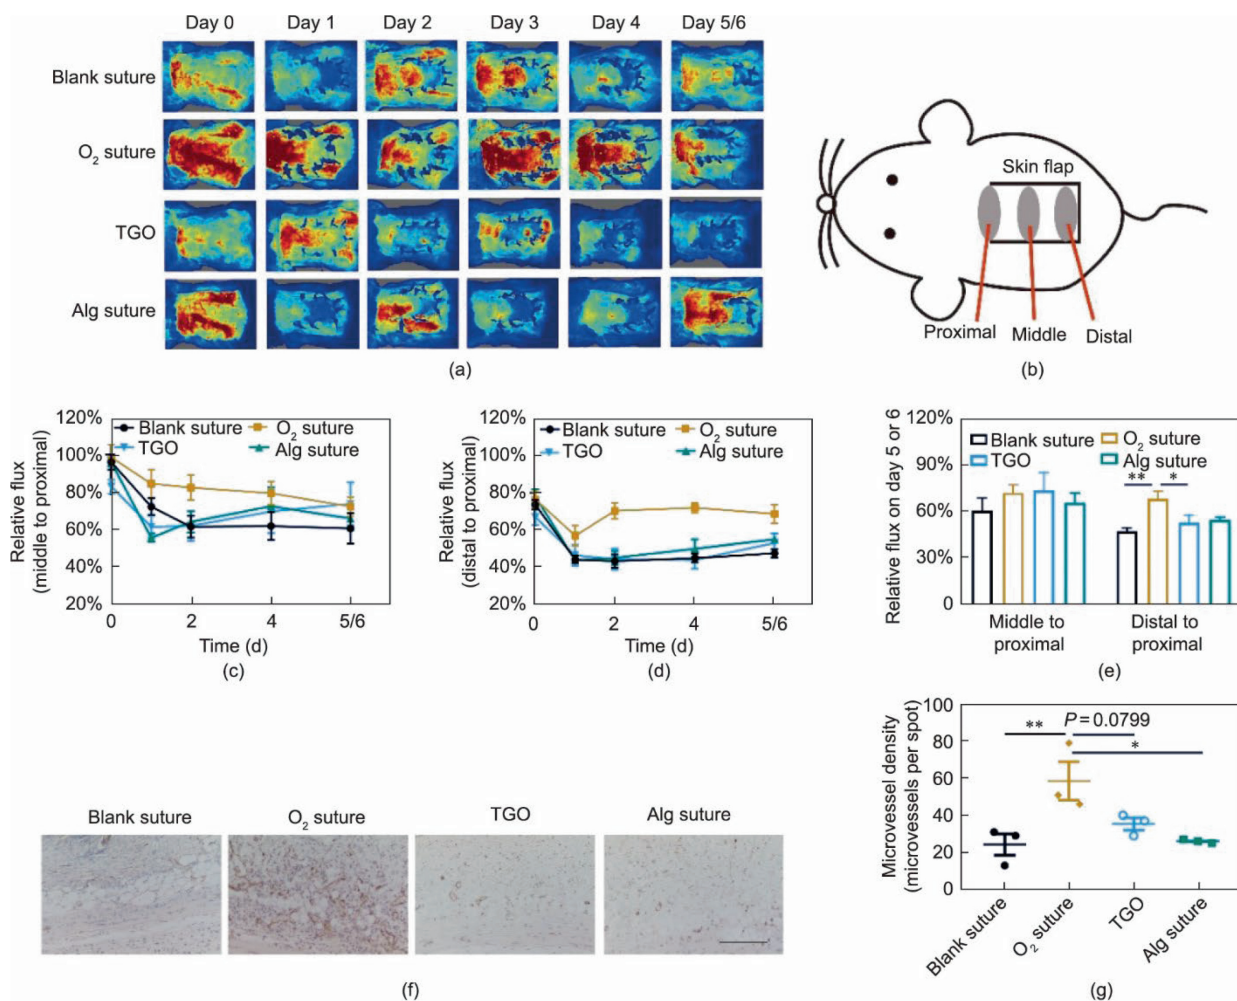 Day 0 Day 1 Day 2 Day 3 Day 4 Day 5/6
Blank suture
O₂ suture
TGO
Alg suture
(a)
Skin flap
Proximal Middle Distal
(b)
120%
100%
80%
60%
40%
20%
Relative flux
(middle to proximal)
Blank suture O₂ suture
TGO Alg suture
0 2 4 5/6
Time (d)
(c)
120%
100%
80%
60%
40%
20%
Relative flux
(distal to proximal)
Blank suture O₂ suture
TGO Alg suture
0 2 4 5/6
Time (d)
(d)
120%
90%
60%
30%
0
Relative flux on day 5 or 6
Blank suture O₂ suture
TGO Alg suture
** *
Middle to
proximal
Distal to
proximal
(e)
Blank suture O₂ suture TGO Alg suture
(f)
100
80
60
40
20
0
Microvessel density
(microvessels per spot)
** P = 0.0799
*
Blank suture O₂ suture TGO Alg suture
(g)